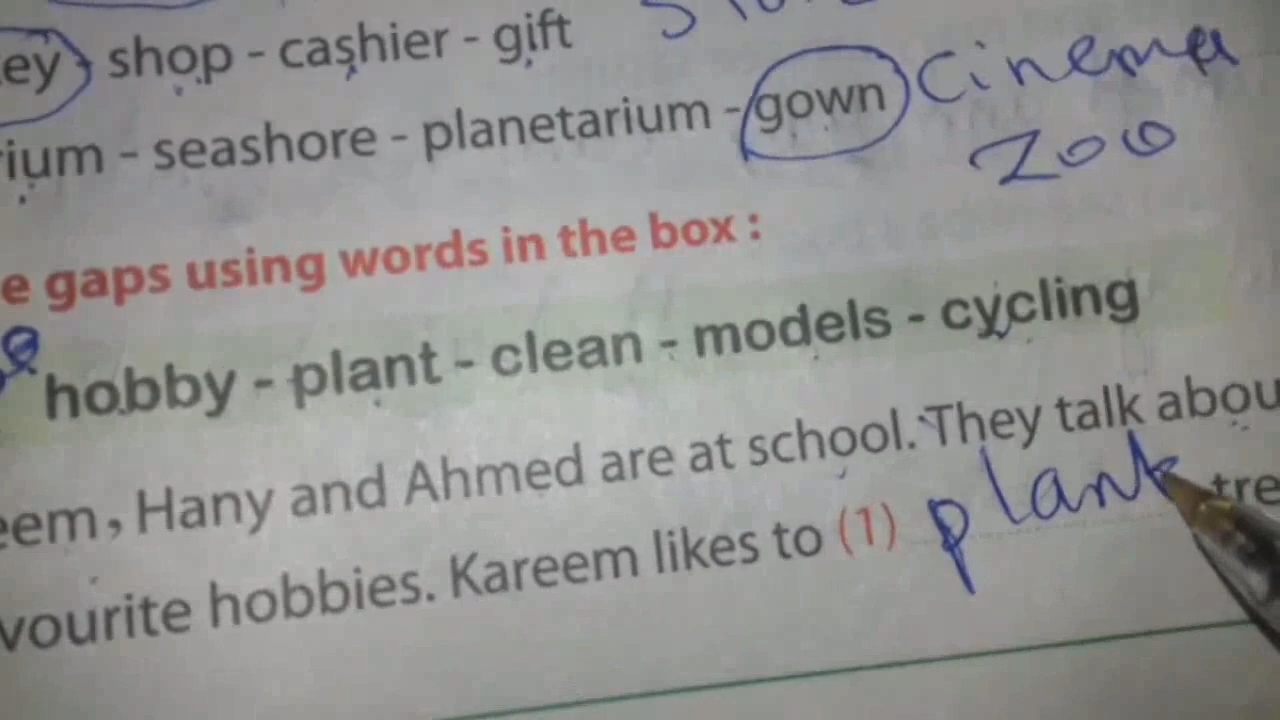 ey shop - cashier - gift
ium - seashore - planetarium - gown Cinema
Zoo
e gaps using words in the box :
hobby - plant - clean - models - cycling
eem, Hany and Ahmed are at school. They talk abou
vourite hobbies. Kareem likes to (1) plant tre